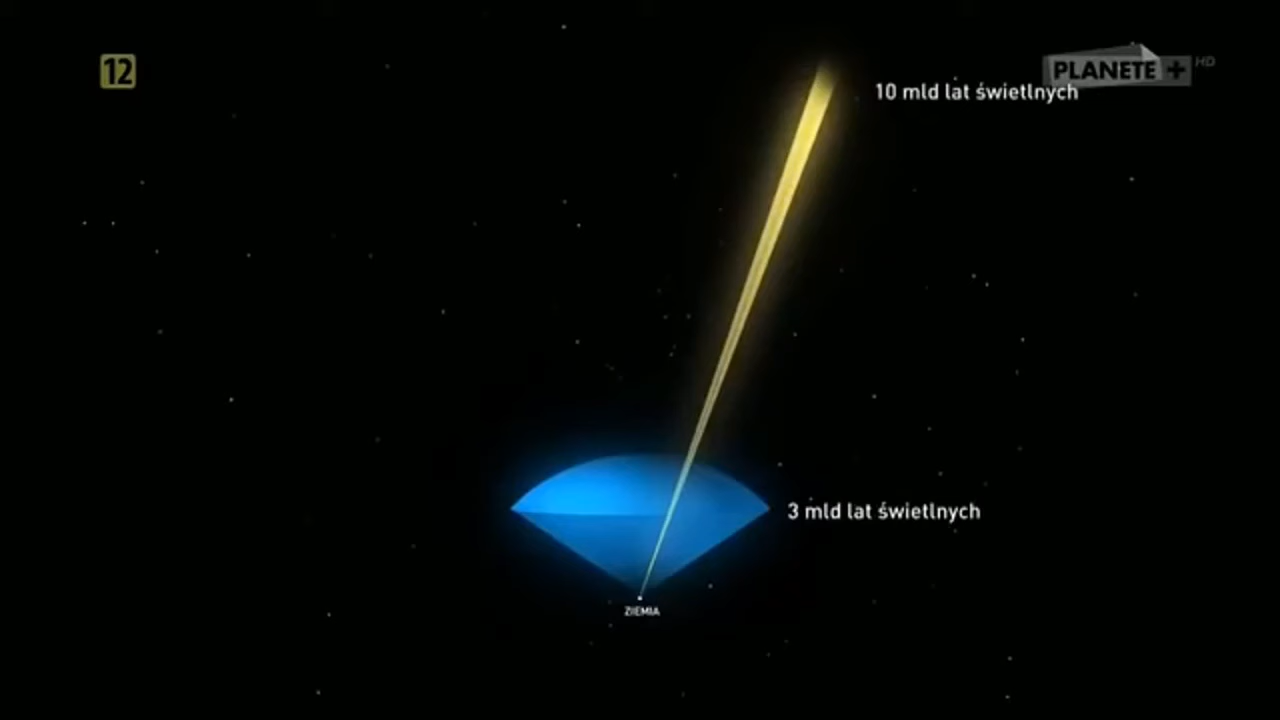 12
PLANETE +
HD
10 mld lat świetlnych
3 mld lat świetlnych
ZIEMIA